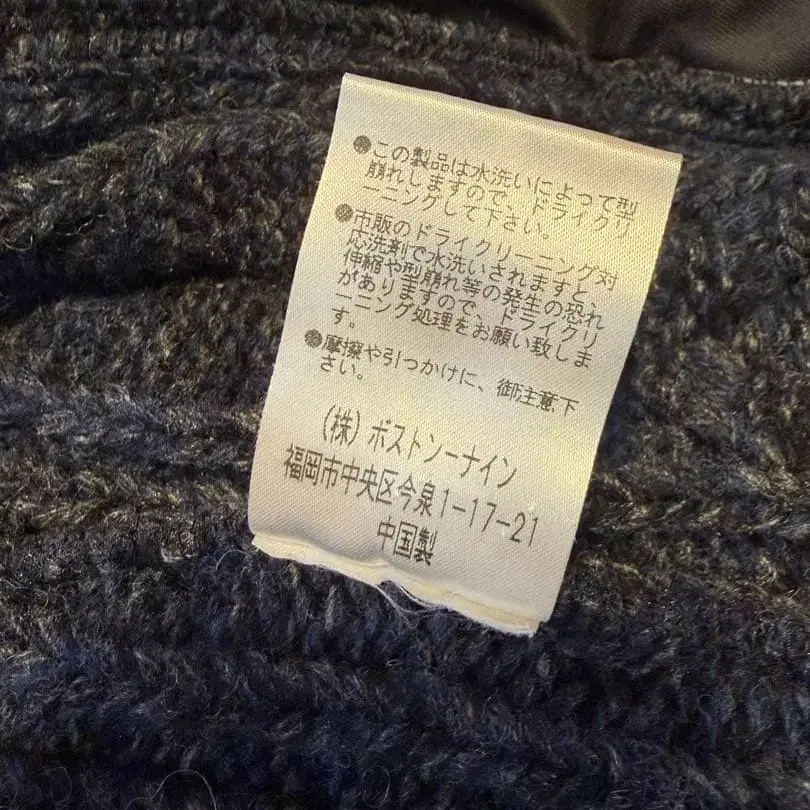 ●この製品は水洗いによって型
崩れしますので、ドライクリ
ーニングして下さい。
●市販のドライクリーニング対
応洗剤で水洗いされますと、
伸縮や型崩れ等の発生の恐れ
がありますので、ドライクリ
ーニング処理をお願い致しま
す。
●摩擦や引っかけに、御注意下
さい。
(株)ボストンーナイン
福岡市中央区今泉1-17-21
中国製